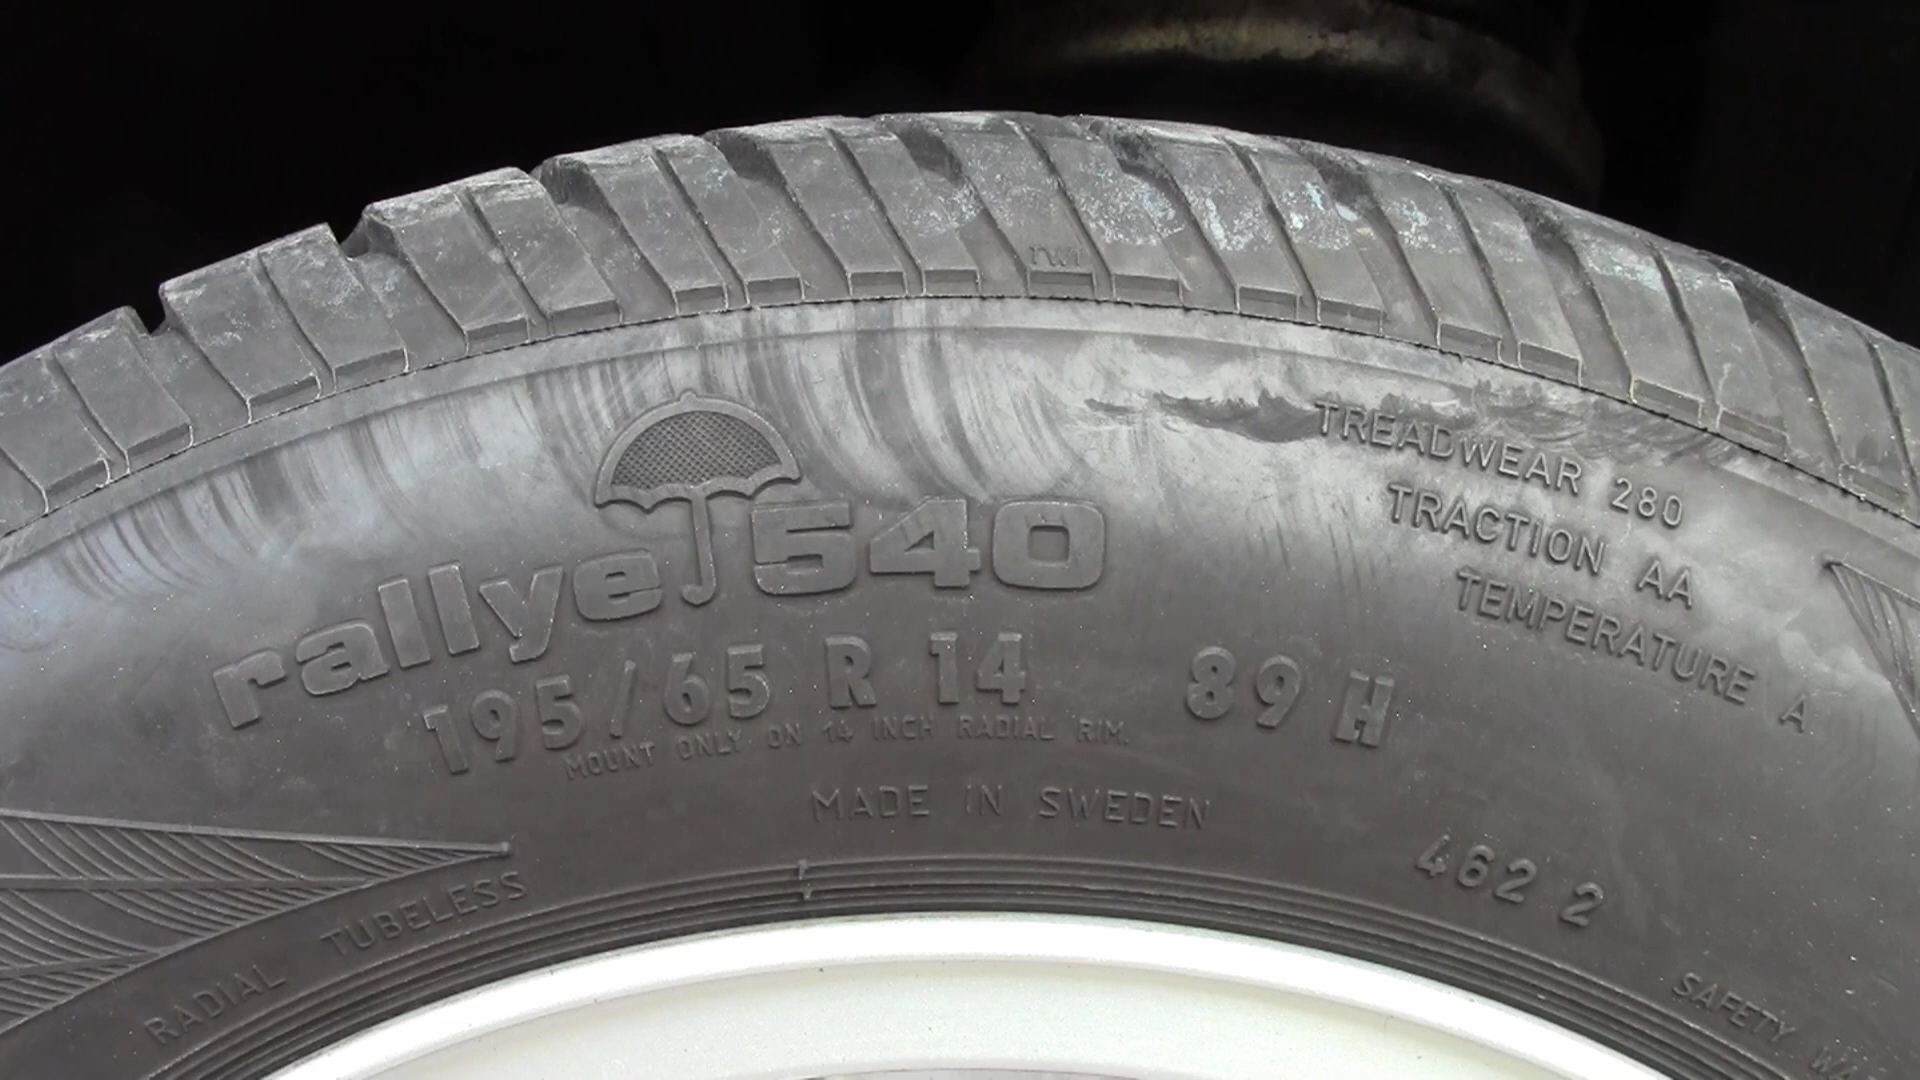 TWI
TREADWEAR 280
TRACTION AA
TEMPERATURE A
rallye 540
195/65 R 14 89 H
MOUNT ONLY ON 14 INCH RADIAL RIM.
MADE IN SWEDEN
462 2
RADIAL TUBELESS
SAFETY